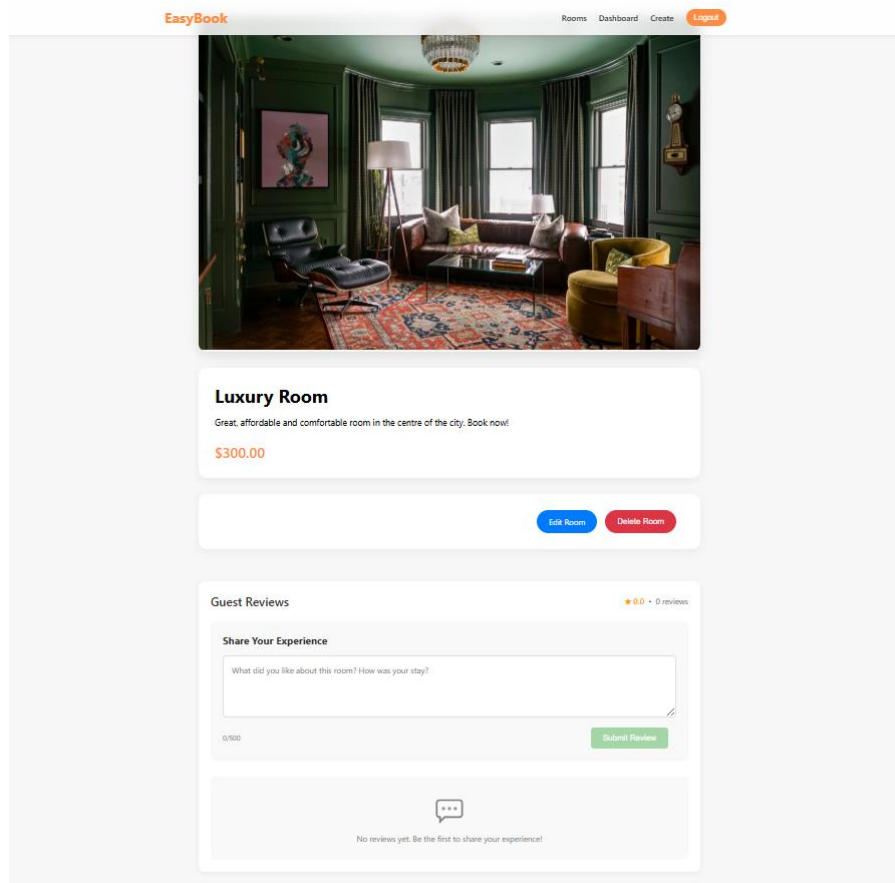 EasyBook
Rooms Dashboard Create Logout
Luxury Room
Great, affordable and comfortable room in the centre of the city. Book now!
$300.00
Edit Room Delete Room
Guest Reviews ★ 0.0 • 0 reviews
Share Your Experience
What did you like about this room? How was your stay?
0/500 Submit Review
No reviews yet. Be the first to share your experience!